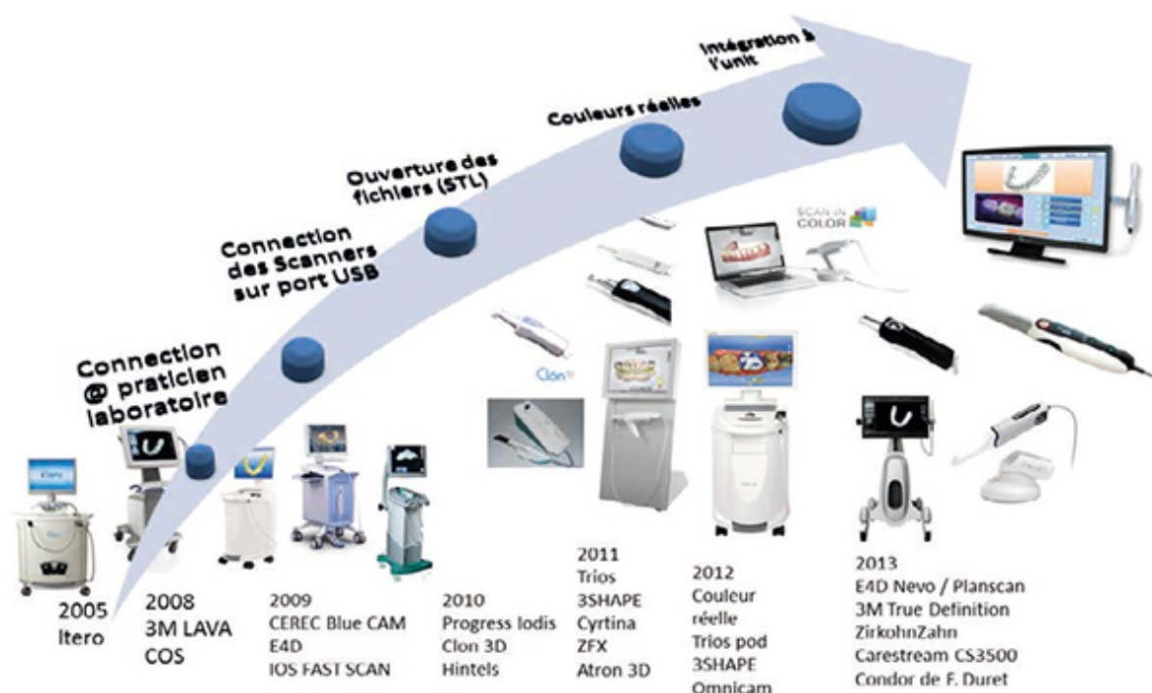 Intégration à
l'unit
Couleurs réelles
Ouverture des
fichiers (STL)
Connection
des Scanners
sur port USB
Connection
@ praticien
laboratoire
SCAN IN
COLOR
Clón
2005
Itero
2008
3M LAVA
COS
2009
CEREC Blue CAM
E4D
IOS FAST SCAN
2010
Progress Iodis
Clon 3D
Hintels
2011
Trios
3SHAPE
Cyrtina
ZFX
Atron 3D
2012
Couleur
réelle
Trios pod
3SHAPE
Omnicam
2013
E4D Nevo / Planscan
3M True Definition
ZirkohnZahn
Carestream CS3500
Condor de F. Duret